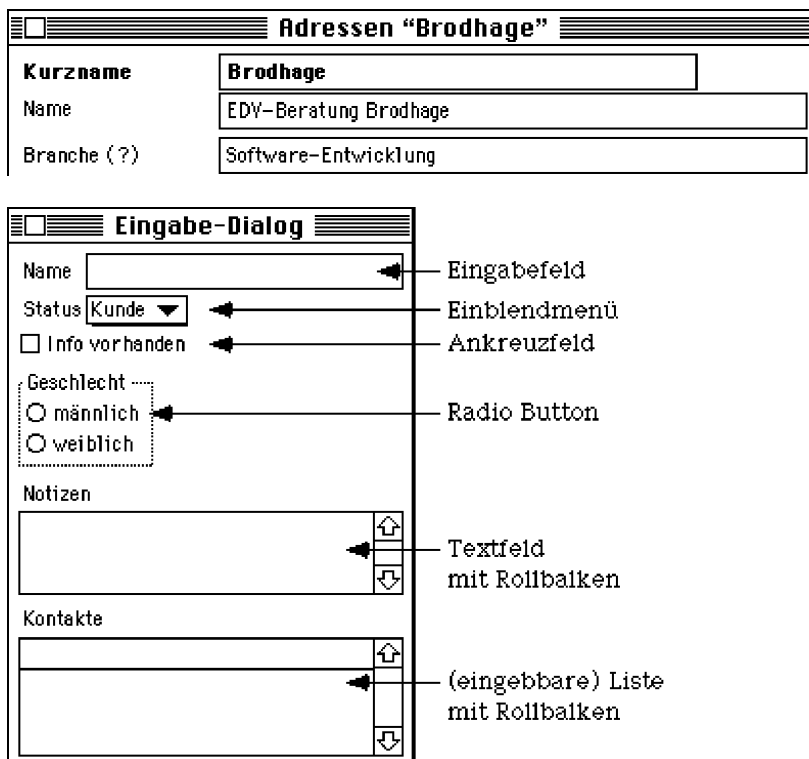 Adressen “Brodhage”
Kurzname Brodhage
Name EDV-Beratung Brodhage
Branche (?) Software-Entwicklung
Eingabe-Dialog
Name Eingabefeld
Status Kunde Einblendmenü
Info vorhanden Ankreuzfeld
Geschlecht
männlich Radio Button
weiblich
Notizen
Textfeld
mit Rollbalken
Kontakte
(eingebbare) Liste
mit Rollbalken